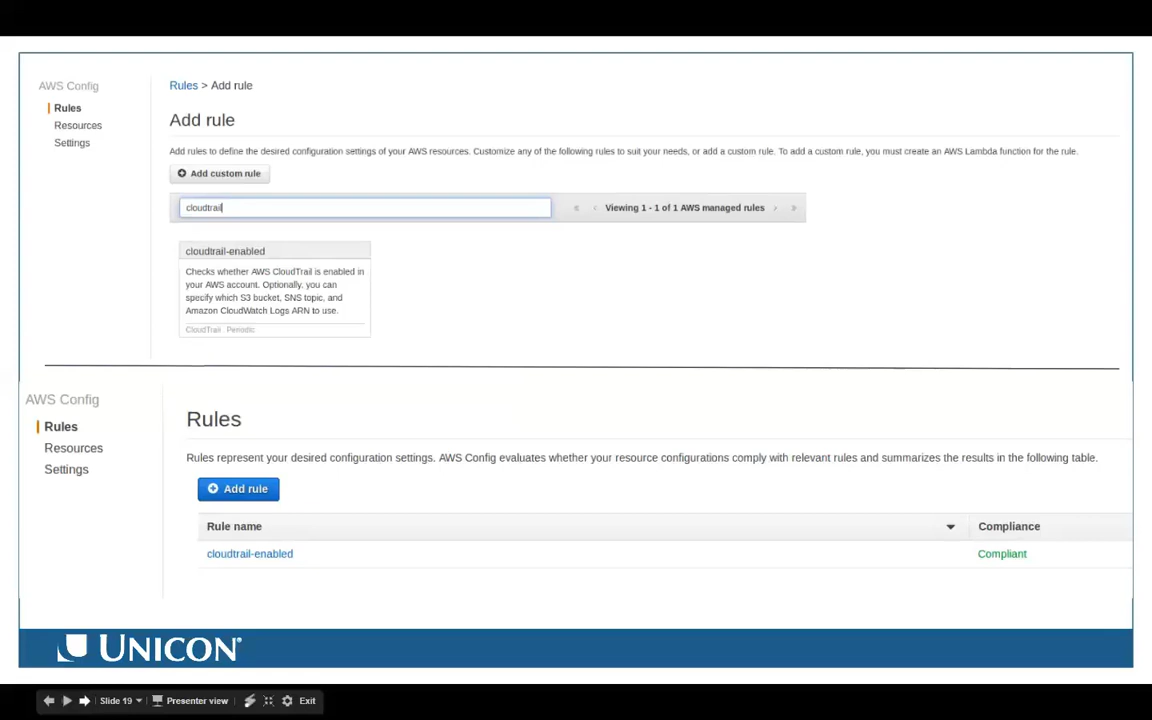 AWS Config
Rules
Resources
Settings
Rules > Add rule
Add rule
Add rules to define the desired configuration settings of your AWS resources. Customize any of the following rules to suit your needs, or add a custom rule. To add a custom rule, you must create an AWS Lambda function for the rule.
Add custom rule
cloudtrail
« ‹ Viewing 1 - 1 of 1 AWS managed rules › »
cloudtrail-enabled
Checks whether AWS CloudTrail is enabled in
your AWS account. Optionally, you can
specify which S3 bucket, SNS topic, and
Amazon CloudWatch Logs ARN to use.
CloudTrail Periodic
AWS Config
Rules
Resources
Settings
Rules
Rules represent your desired configuration settings. AWS Config evaluates whether your resource configurations comply with relevant rules and summarizes the results in the following table.
Add rule
Rule name Compliance
cloudtrail-enabled Compliant
UNICON®
Slide 19 Presenter view Exit